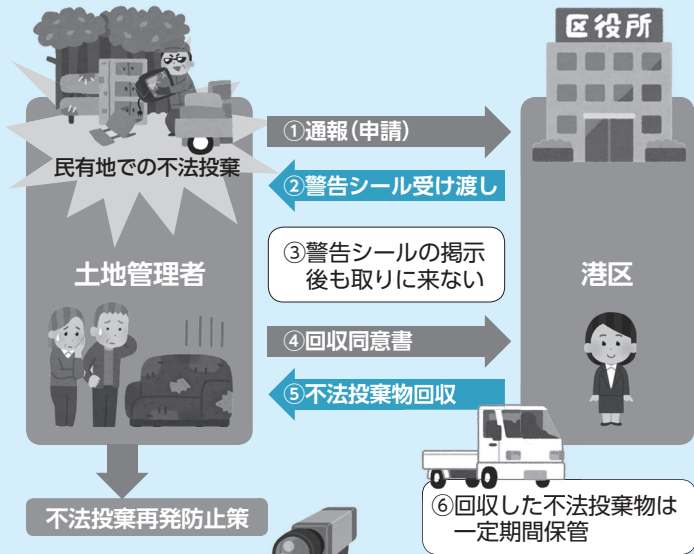 区役所
民有地での不法投棄
①通報(申請)
②警告シール受け渡し
③警告シールの掲示
後も取りに来ない
土地管理者
港区
④回収同意書
⑤不法投棄物回収
不法投棄再発防止策
⑥回収した不法投棄物は
一定期間保管